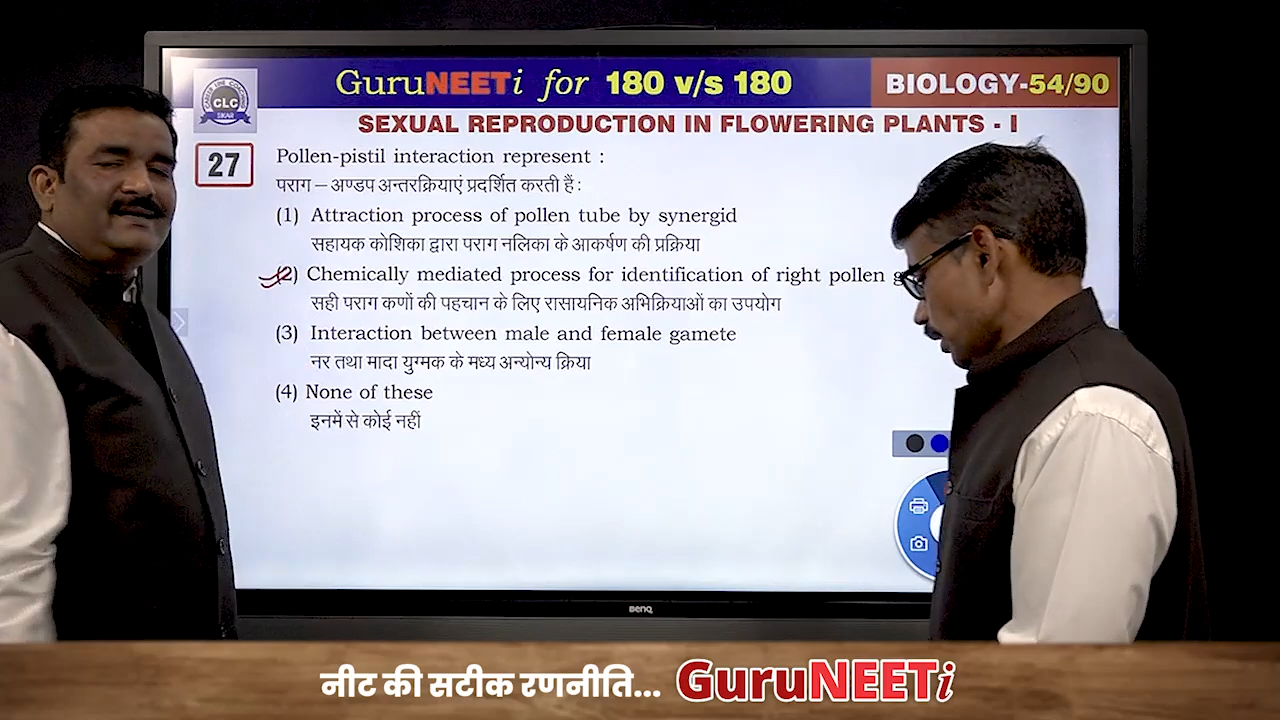 GuruNEETi for 180 v/s 180
BIOLOGY-54/90
CLC
SIKAR
SEXUAL REPRODUCTION IN FLOWERING PLANTS - I
27
Pollen-pistil interaction represent :
पराग – अण्डप अन्तरक्रियाएं प्रदर्शित करती हैं :
(1) Attraction process of pollen tube by synergid
सहायक कोशिका द्वारा पराग नलिका के आकर्षण की प्रक्रिया
(2) Chemically mediated process for identification of right pollen g
सही पराग कणों की पहचान के लिए रासायनिक अभिक्रियाओं का उपयोग
(3) Interaction between male and female gamete
नर तथा मादा युग्मक के मध्य अन्योन्य क्रिया
(4) None of these
इनमें से कोई नहीं
BenQ
नीट की सटीक रणनीति... GuruNEETi